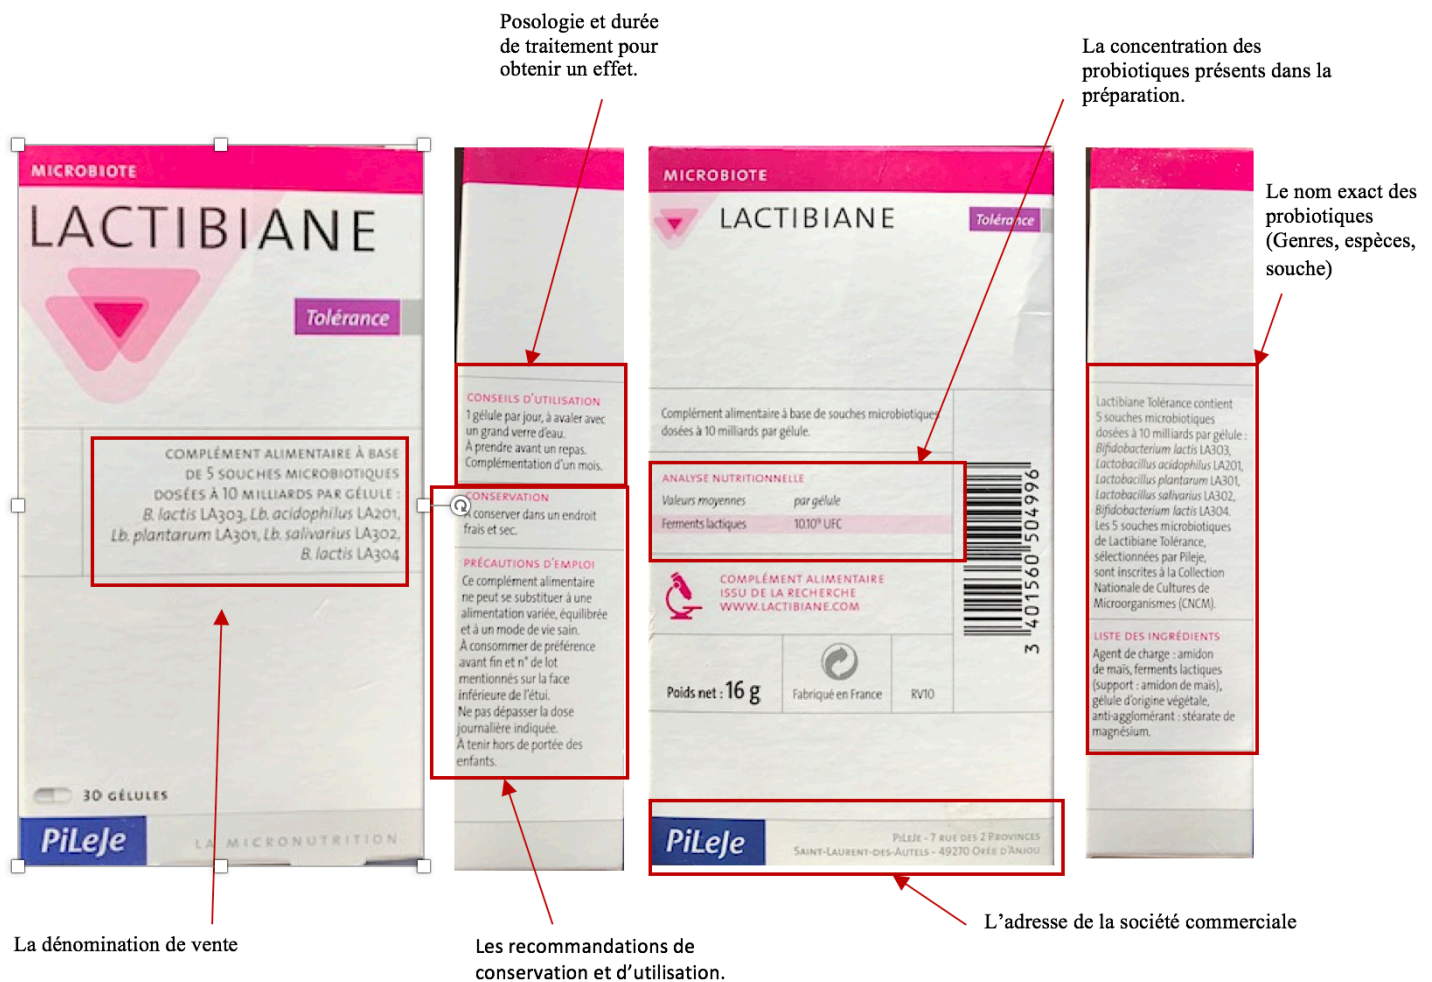 Posologie et durée
de traitement pour
obtenir un effet.
La concentration des
probiotiques présents dans la
préparation.
Le nom exact des
probiotiques
(Genres, espèces,
souche)
MICROBIOTE
LACTIBIANE
Tolérance
COMPLÉMENT ALIMENTAIRE À BASE
DE 5 SOUCHES MICROBIOTIQUES
DOSÉES À 10 MILLIARDS PAR GÉLULE :
B. lactis LA303, Lb. acidophilus LA201,
Lb. plantarum LA301, Lb. salivarius LA302,
B. lactis LA304
30 GÉLULES
PiLeJe
LA MICRONUTRITION
CONSEILS D'UTILISATION
1 gélule par jour, à avaler avec
un grand verre d'eau.
À prendre avant un repas.
Complémentation d'un mois.
CONSERVATION
À conserver dans un endroit
frais et sec.
PRÉCAUTIONS D'EMPLOI
Ce complément alimentaire
ne peut se substituer à une
alimentation variée, équilibrée
et à un mode de vie sain.
À consommer de préférence
avant fin et n° de lot
mentionnés sur la face
inférieure de l'étui.
Ne pas dépasser la dose
journalière indiquée.
À tenir hors de portée des
enfants.
MICROBIOTE
LACTIBIANE
Tolérance
Complément alimentaire à base de souches microbiotiques
dosées à 10 milliards par gélule.
ANALYSE NUTRITIONNELLE
Valeurs moyennes par gélule
Ferments lactiques 10.10⁹ UFC
COMPLÉMENT ALIMENTAIRE
ISSU DE LA RECHERCHE
WWW.LACTIBIANE.COM
3 401560 504996
Poids net : 16 g
Fabriqué en France
RV10
PiLeJe
PILEJE - 7 RUE DES 2 PROVINCES
SAINT-LAURENT-DES-AUTELS - 49270 ORÉE D'ANJOU
Lactibiane Tolérance contient
5 souches microbiotiques
dosées à 10 milliards par gélule :
Bifidobacterium lactis LA303,
Lactobacillus acidophilus LA201,
Lactobacillus plantarum LA301,
Lactobacillus salivarius LA302,
Bifidobacterium lactis LA304.
Les 5 souches microbiotiques
de Lactibiane Tolérance,
sélectionnées par Pileje,
sont inscrites à la Collection
Nationale de Cultures de
Microorganismes (CNCM).
LISTE DES INGRÉDIENTS
Agent de charge : amidon
de maïs, ferments lactiques
(support : amidon de maïs),
gélule d'origine végétale,
anti-agglomérant : stéarate de
magnésium.
La dénomination de vente
Les recommandations de
conservation et d'utilisation.
L'adresse de la société commerciale